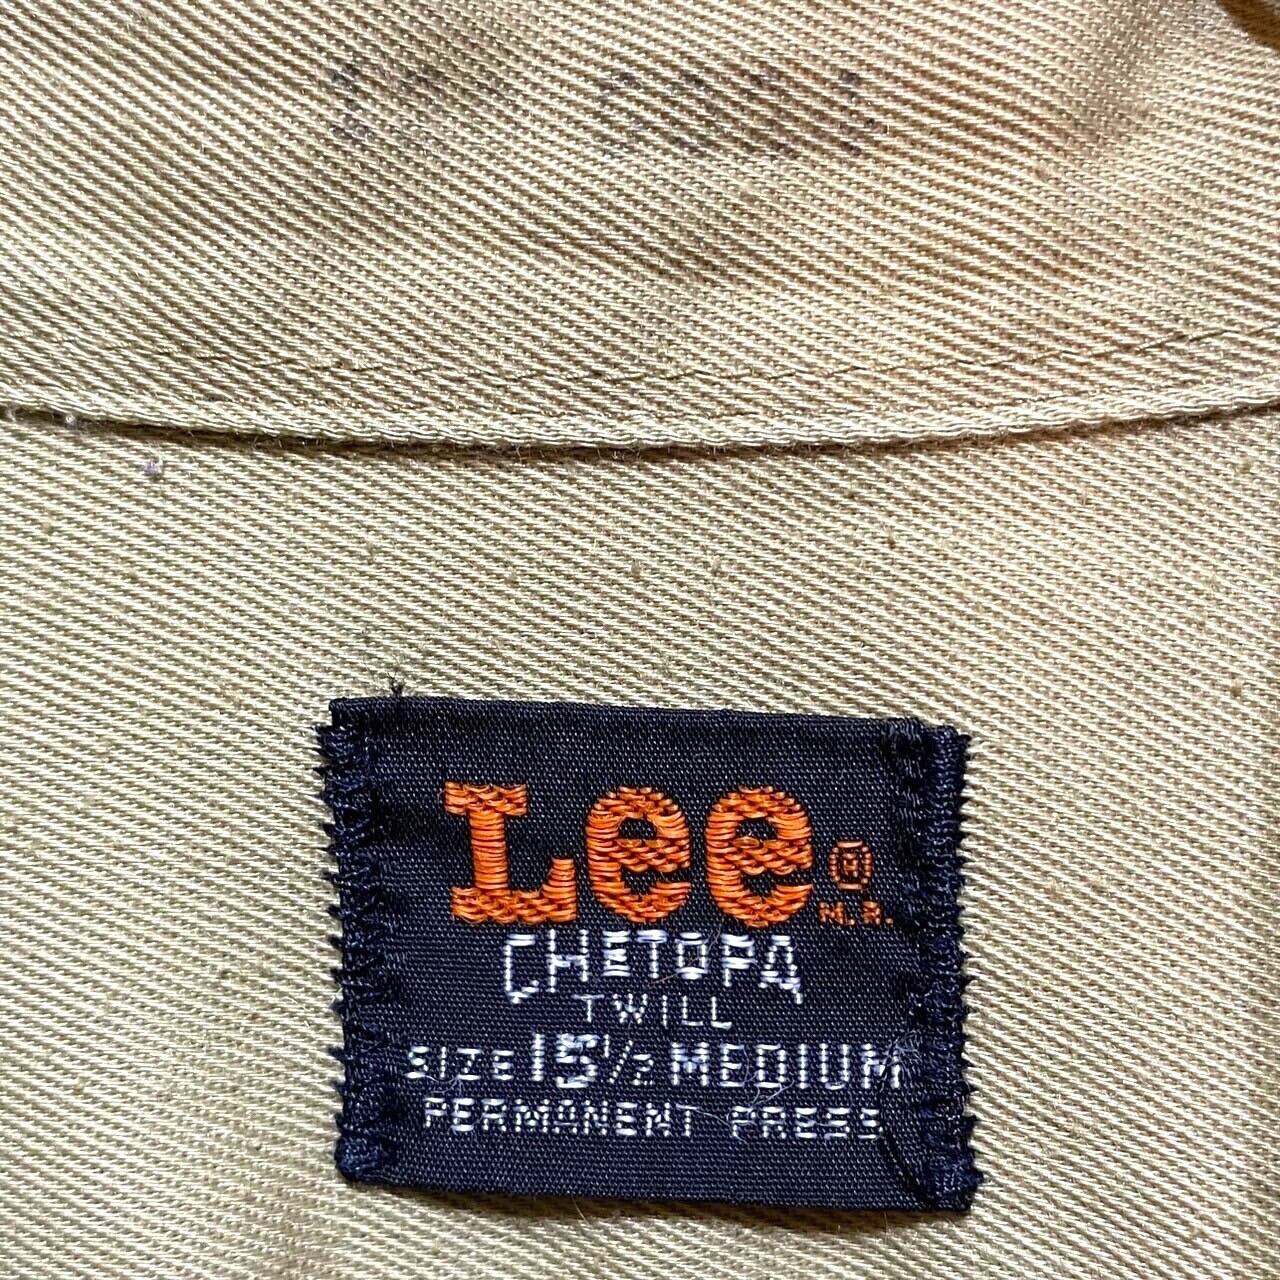 Lee®
M.R.
CHETOPA
TWILL
SIZE 15½ MEDIUM
PERMANENT PRESS